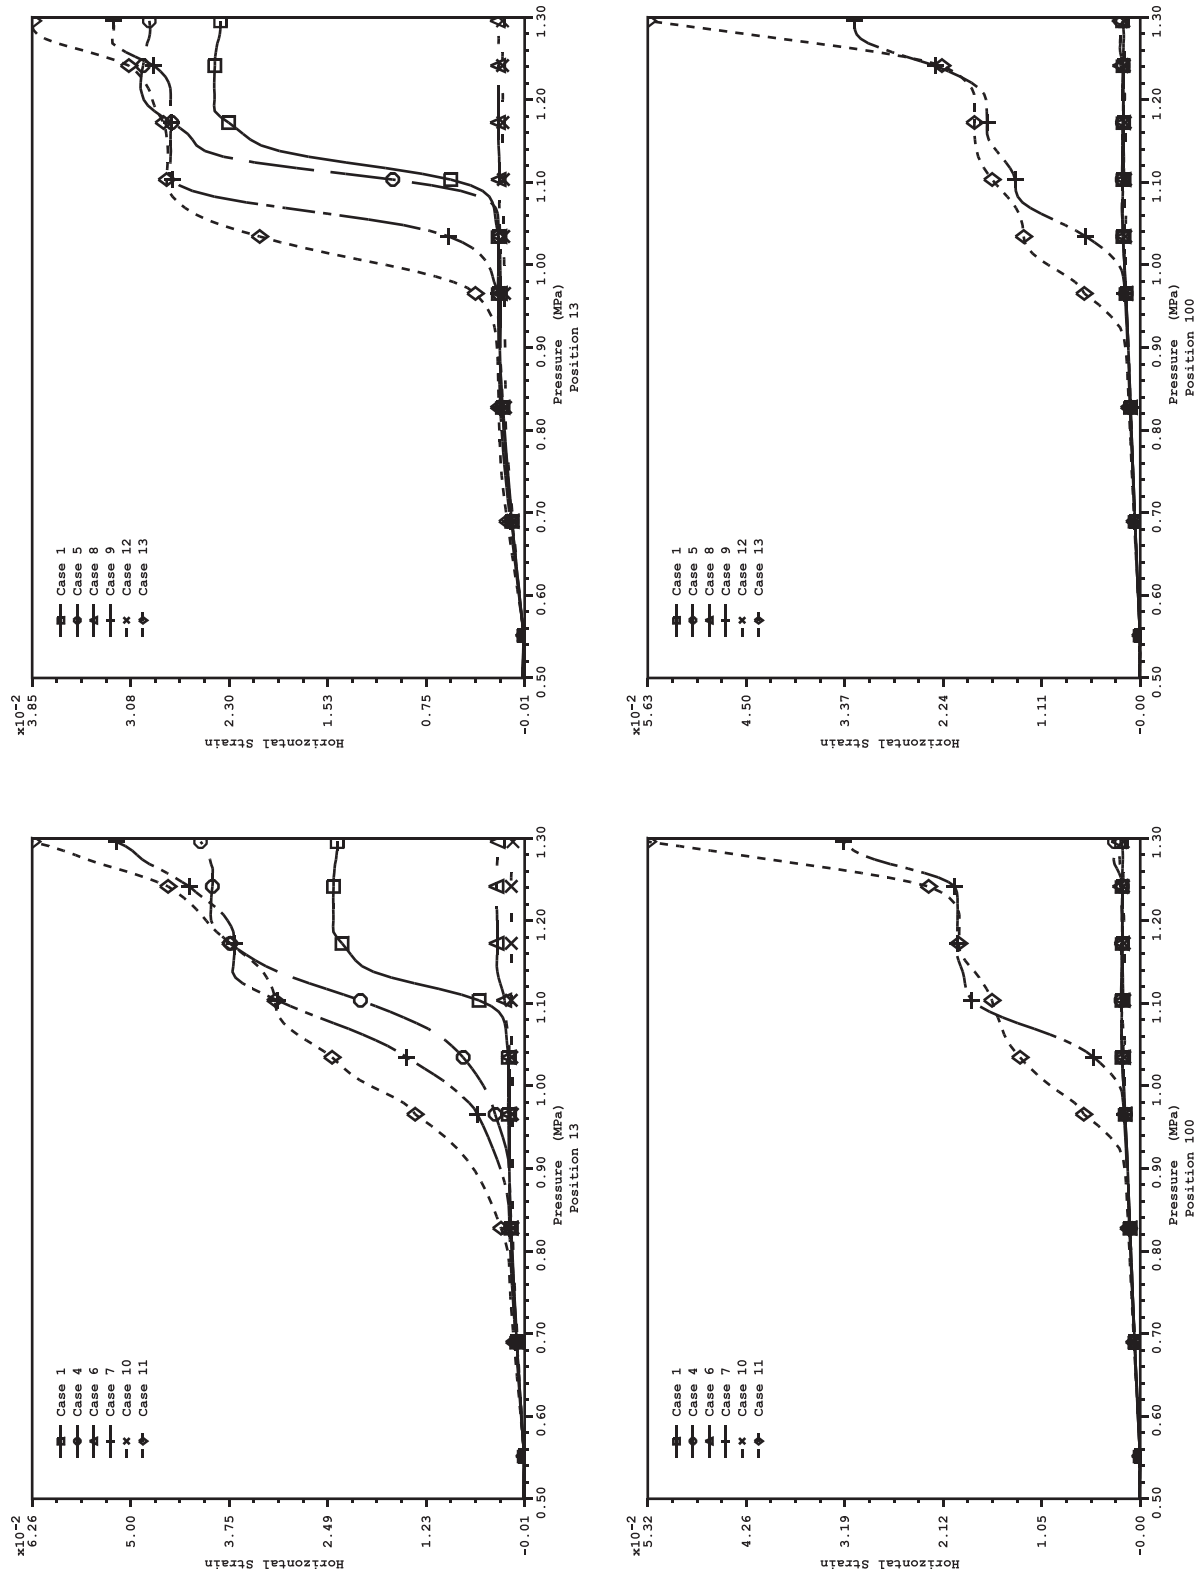 x10-2
6.26
5.00
3.75
2.49
1.23
-0.01
Horizontal Strain
0.50
0.60
0.70
0.80
0.90
1.00
1.10
1.20
1.30
Pressure (MPa)
Position 13
Case 1
Case 4
Case 6
Case 7
Case 10
Case 11
x10-2
3.85
3.08
2.30
1.53
0.75
-0.01
Horizontal Strain
0.50
0.60
0.70
0.80
0.90
1.00
1.10
1.20
1.30
Pressure (MPa)
Position 13
Case 1
Case 5
Case 8
Case 9
Case 12
Case 13
x10-2
5.32
4.26
3.19
2.12
1.05
-0.00
Horizontal Strain
0.50
0.60
0.70
0.80
0.90
1.00
1.10
1.20
1.30
Pressure (MPa)
Position 100
Case 1
Case 4
Case 6
Case 7
Case 10
Case 11
x10-2
5.63
4.50
3.37
2.24
1.11
-0.00
Horizontal Strain
0.50
0.60
0.70
0.80
0.90
1.00
1.10
1.20
1.30
Pressure (MPa)
Position 100
Case 1
Case 5
Case 8
Case 9
Case 12
Case 13